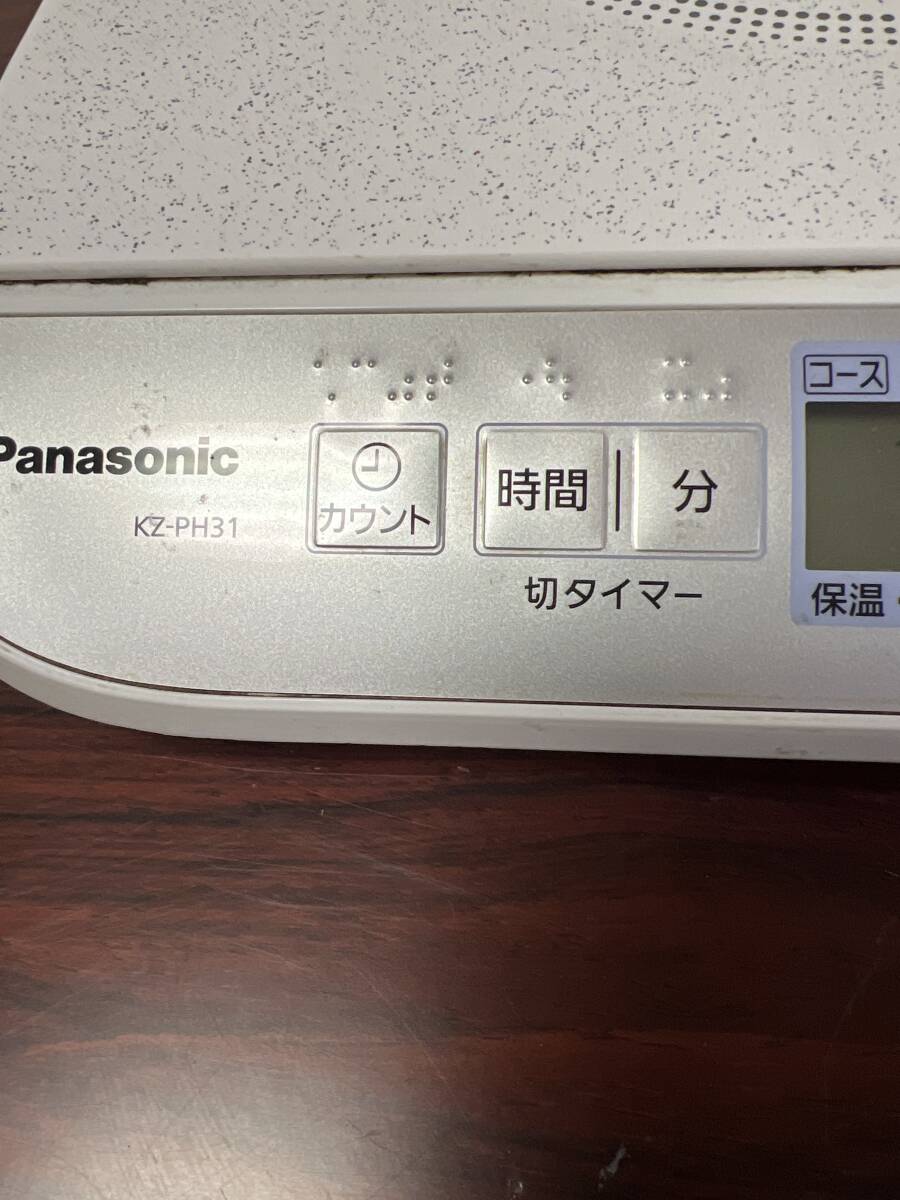 Panasonic
KZ-PH31
カウント
時間
分
切タイマー
コース
保温